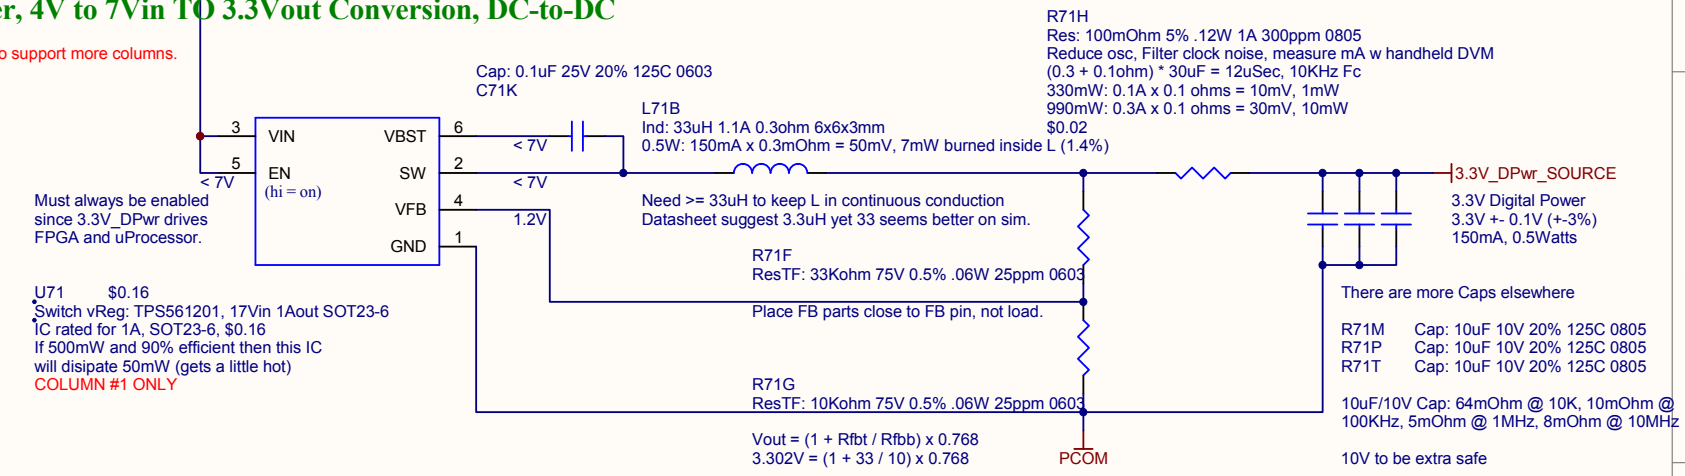 er, 4V to 7Vin TO 3.3Vout Conversion, DC-to-DC
o support more columns.
R71H
Res: 100mOhm 5% .12W 1A 300ppm 0805
Reduce osc, Filter clock noise, measure mA w handheld DVM
(0.3 + 0.1ohm) * 30uF = 12uSec, 10KHz Fc
330mW: 0.1A x 0.1 ohms = 10mV, 1mW
990mW: 0.3A x 0.1 ohms = 30mV, 10mW
$0.02
Cap: 0.1uF 25V 20% 125C 0603
C71K
L71B
Ind: 33uH 1.1A 0.3ohm 6x6x3mm
0.5W: 150mA x 0.3mOhm = 50mV, 7mW burned inside L (1.4%)
3
VIN
VBST
6
< 7V
5
EN
(hi = on)
< 7V
SW
2
< 7V
VFB
4
1.2V
GND
1
Must always be enabled
since 3.3V_DPwr drives
FPGA and uProcessor.
Need >= 33uH to keep L in continuous conduction
Datasheet suggest 3.3uH yet 33 seems better on sim.
3.3V_DPwr_SOURCE
3.3V Digital Power
3.3V +- 0.1V (+-3%)
150mA, 0.5Watts
R71F
ResTF: 33Kohm 75V 0.5% .06W 25ppm 0603
Place FB parts close to FB pin, not load.
U71 $0.16
Switch vReg: TPS561201, 17Vin 1Aout SOT23-6
IC rated for 1A, SOT23-6, $0.16
If 500mW and 90% efficient then this IC
will disipate 50mW (gets a little hot)
COLUMN #1 ONLY
There are more Caps elsewhere
R71M Cap: 10uF 10V 20% 125C 0805
R71P Cap: 10uF 10V 20% 125C 0805
R71T Cap: 10uF 10V 20% 125C 0805
R71G
ResTF: 10Kohm 75V 0.5% .06W 25ppm 0603
10uF/10V Cap: 64mOhm @ 10K, 10mOhm @
100KHz, 5mOhm @ 1MHz, 8mOhm @ 10MHz
Vout = (1 + Rfbt / Rfbb) x 0.768
3.302V = (1 + 33 / 10) x 0.768
PCOM
10V to be extra safe